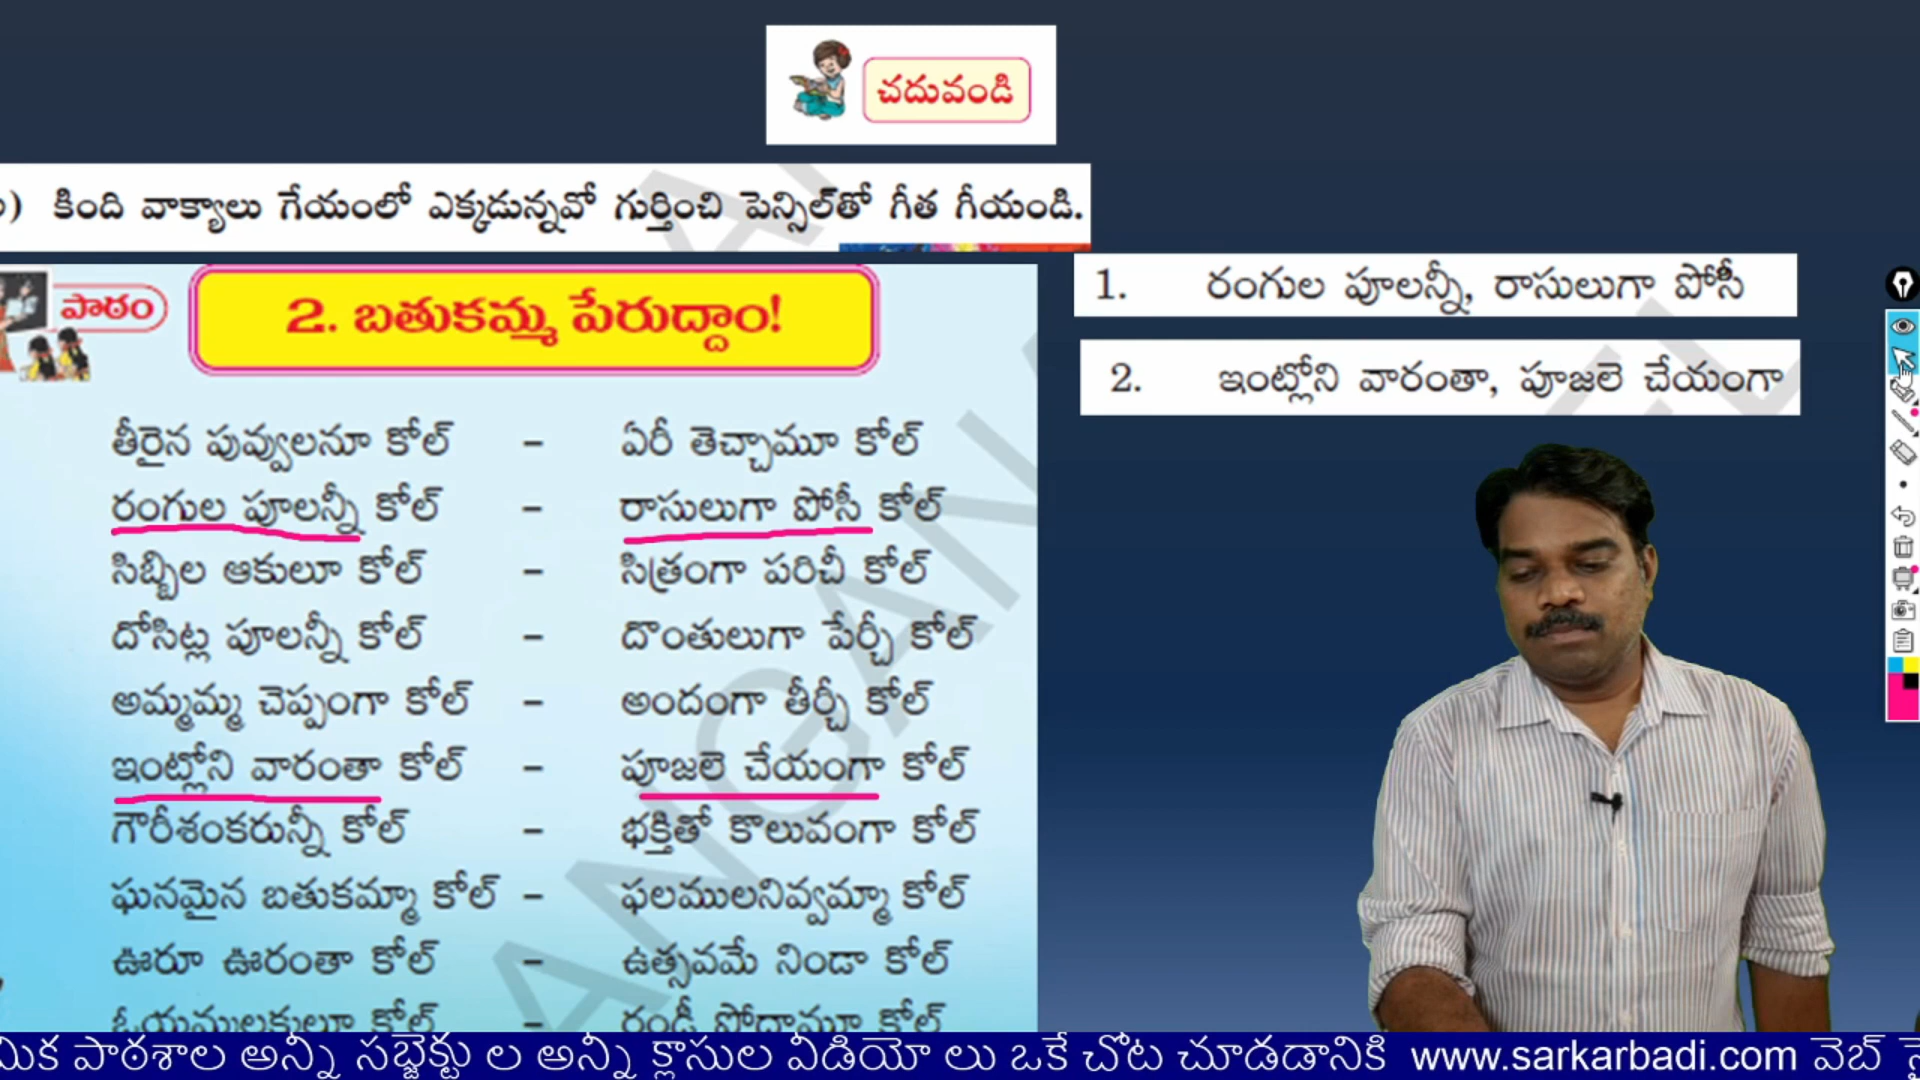 చదువండి
కింది వాక్యాలు గేయంలో ఎక్కడున్నవో గుర్తించి పెన్సిల్‌తో గీత గీయండి.
పాఠం
2. బతుకమ్మ పేరుద్దాం!
1. రంగుల పూలన్నీ, రాసులుగా పోసీ
2. ఇంట్లోని వారంతా, పూజలె చేయంగా
తీరైన పువ్వులనూ కోల్ - ఏరీ తెచ్చామూ కోల్
రంగుల పూలన్నీ కోల్ - రాసులుగా పోసీ కోల్
సిబ్బిల ఆకులూ కోల్ - సిత్రంగా పరిచీ కోల్
దోసిట్ల పూలన్నీ కోల్ - దొంతులుగా పేర్చీ కోల్
అమ్మమ్మ చెప్పంగా కోల్ - అందంగా తీర్చీ కోల్
ఇంట్లోని వారంతా కోల్ - పూజలె చేయంగా కోల్
గౌరీశంకరున్నీ కోల్ - భక్తితో కొలువంగా కోల్
ఘనమైన బతుకమ్మా కోల్ - ఫలములనివ్వమ్మా కోల్
ఊరూ ఊరంతా కోల్ - ఉత్సవమే నిండా కోల్
కోల్ - రండీ పోదామూ కోల్
పాఠశాల అన్నీ సబ్జెక్టు ల అన్నీ క్లాసుల వీడియో లు ఒకే చోట చూడడానికి www.sarkarbadi.com వెబ్